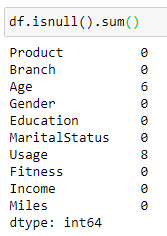 df.isnull().sum()
Product 0
Branch 0
Age 6
Gender 0
Education 0
MaritalStatus 0
Usage 8
Fitness 0
Income 0
Miles 0
dtype: int64